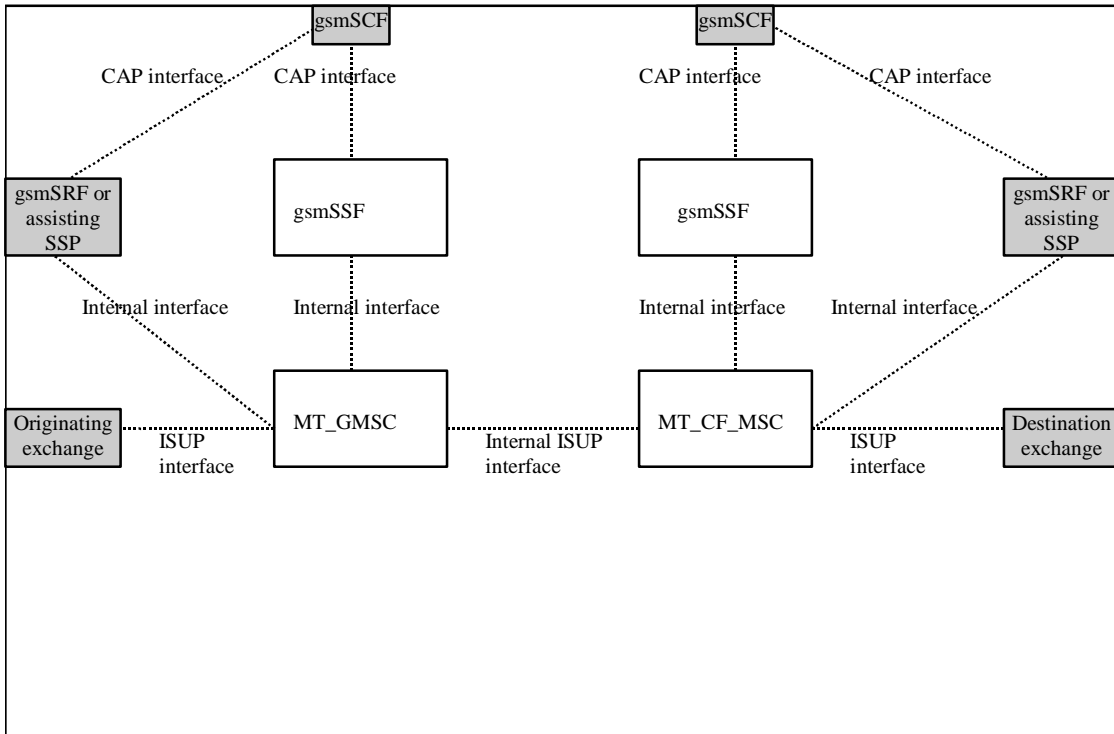 gsmSCF
gsmSCF
CAP interface
CAP interface
CAP interface
CAP interface
gsmSRF or
assisting
SSP
gsmSSF
gsmSSF
gsmSRF or
assisting
SSP
Internal interface
Internal interface
Internal interface
Internal interface
Originating
exchange
ISUP
interface
MT_GMSC
Internal ISUP
interface
MT_CF_MSC
ISUP
interface
Destination
exchange